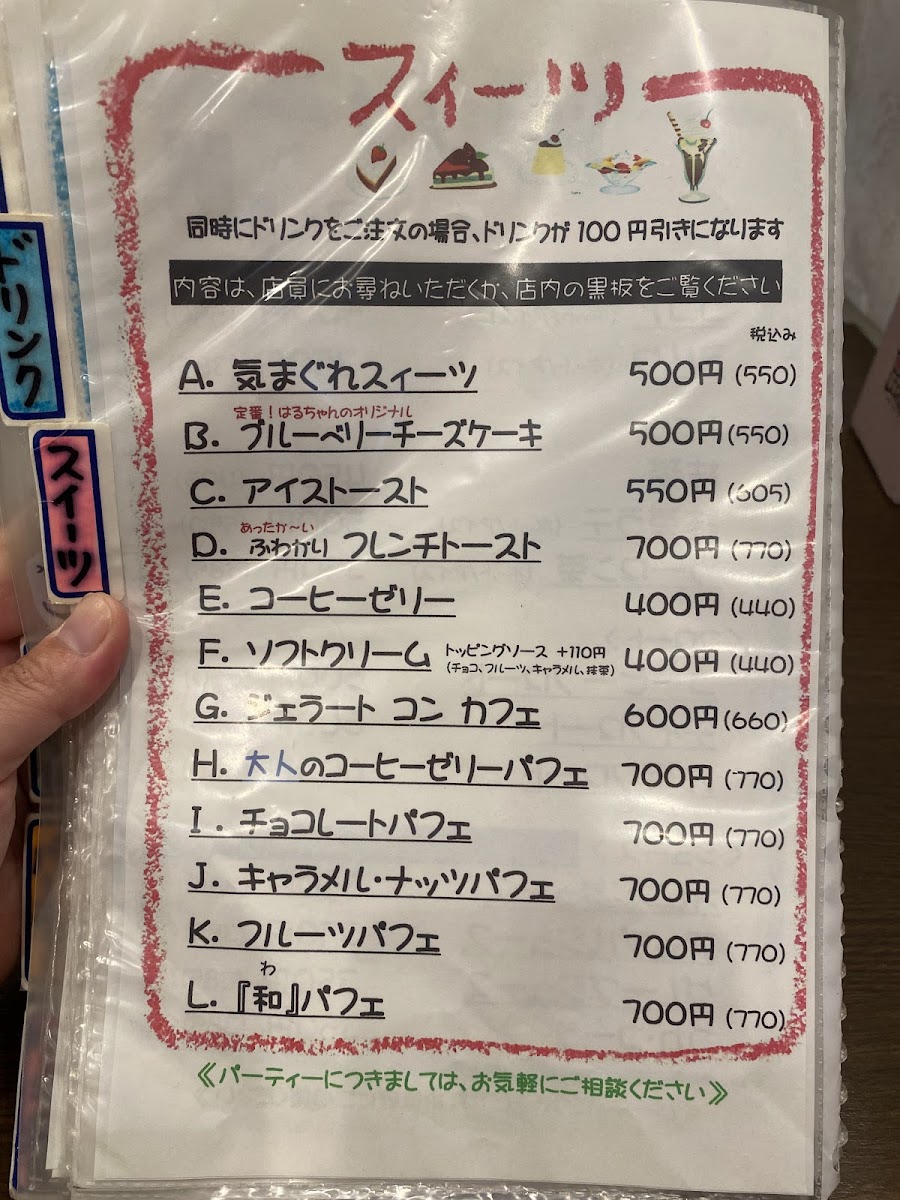 スィーツ
同時にドリンクをご注文の場合、ドリンクが100円引きになります
内容は、店員にお尋ねいただくか、店内の黒板をご覧ください
税込み
A. 気まぐれスィーツ 500円(550)
定番!はるちゃんのオリジナル
B. ブルーベリーチーズケーキ 500円(550)
C. アイストースト 550円(605)
あったか~い
D. ふわかり フレンチトースト 700円(770)
E. コーヒーゼリー 400円(440)
F. ソフトクリーム トッピングソース +110円 400円(440)
(チョコ、フルーツ、キャラメル、抹茶)
G. ジェラート コン カフェ 600円(660)
H. 大人のコーヒーゼリーパフェ 700円(770)
I. チョコレートパフェ 700円(770)
J. キャラメル・ナッツパフェ 700円(770)
K. フルーツパフェ 700円(770)
わ
L. 『和』パフェ 700円(770)
《パーティーにつきましては、お気軽にご相談ください》
ドリンク
スイーツ